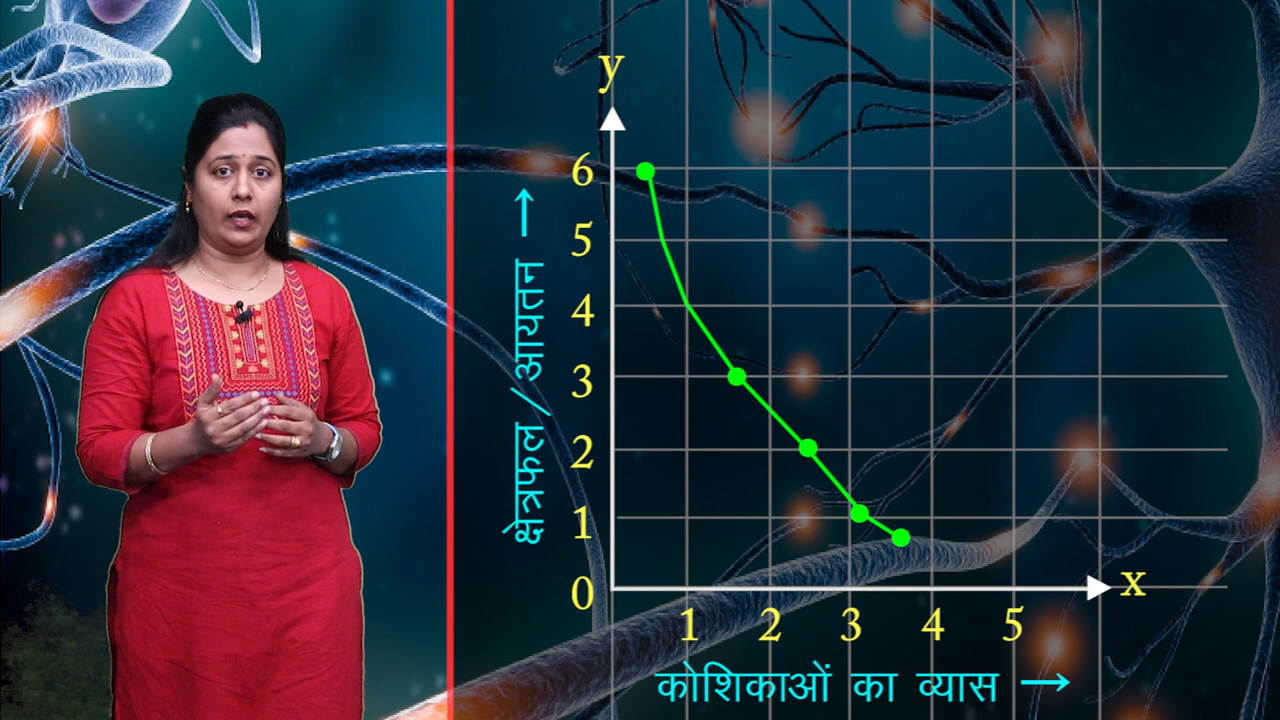 y
6
5
4
3
2
1
0
क्षेत्रफल / आयतन →
1 2 3 4 5
x
कोशिकाओं का व्यास →